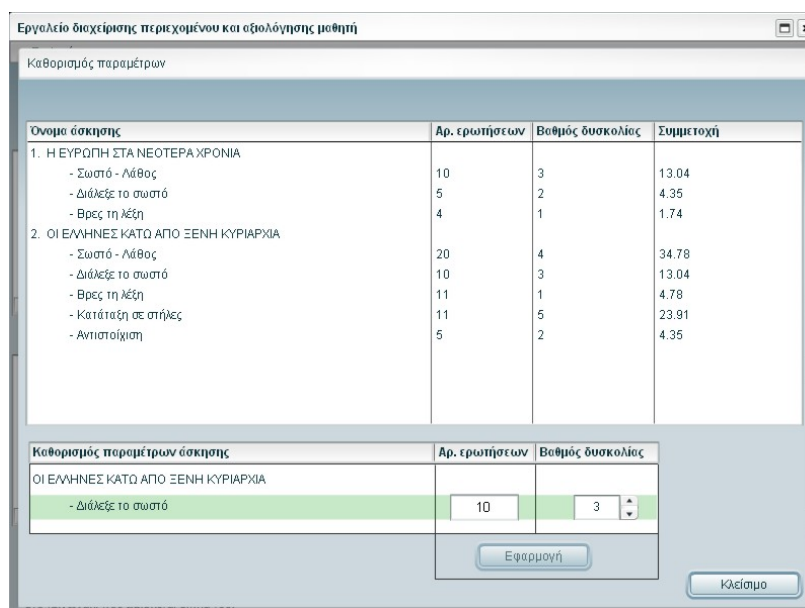 Εργαλείο διαχείρισης περιεχομένου και αξιολόγησης μαθητή
Καθορισμός παραμέτρων
Όνομα άσκησης Αρ. ερωτήσεων Βαθμός δυσκολίας Συμμετοχή
1. Η ΕΥΡΩΠΗ ΣΤΑ ΝΕΟΤΕΡΑ ΧΡΟΝΙΑ
- Σωστό - Λάθος 10 3 13.04
- Διάλεξε το σωστό 5 2 4.35
- Βρες τη λέξη 4 1 1.74
2. ΟΙ ΕΛΛΗΝΕΣ ΚΑΤΩ ΑΠΟ ΞΕΝΗ ΚΥΡΙΑΡΧΙΑ
- Σωστό - Λάθος 20 4 34.78
- Διάλεξε το σωστό 10 3 13.04
- Βρες τη λέξη 11 1 4.78
- Κατάταξη σε στήλες 11 5 23.91
- Αντιστοίχιση 5 2 4.35
Καθορισμός παραμέτρων άσκησης Αρ. ερωτήσεων Βαθμός δυσκολίας
ΟΙ ΕΛΛΗΝΕΣ ΚΑΤΩ ΑΠΟ ΞΕΝΗ ΚΥΡΙΑΡΧΙΑ
- Διάλεξε το σωστό 10 3
Εφαρμογή
Κλείσιμο